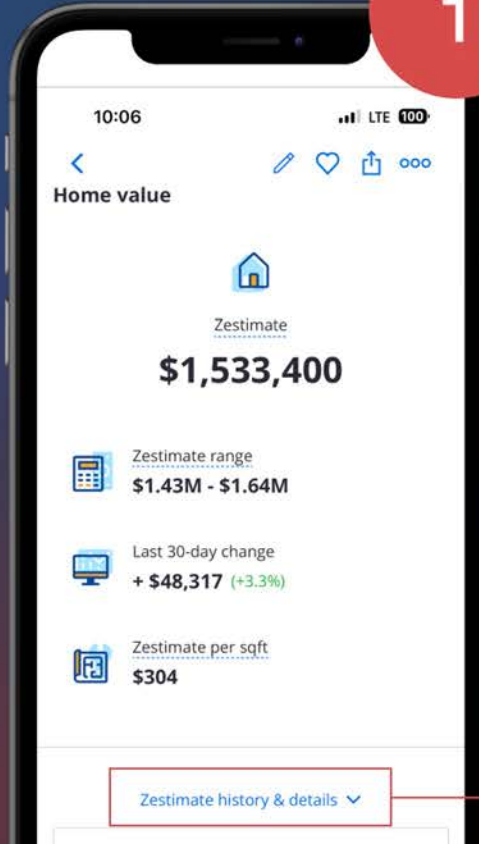 1
10:06 LTE 100
Home value
Zestimate
$1,533,400
Zestimate range
$1.43M - $1.64M
Last 30-day change
+ $48,317 (+3.3%)
Zestimate per sqft
$304
Zestimate history & details